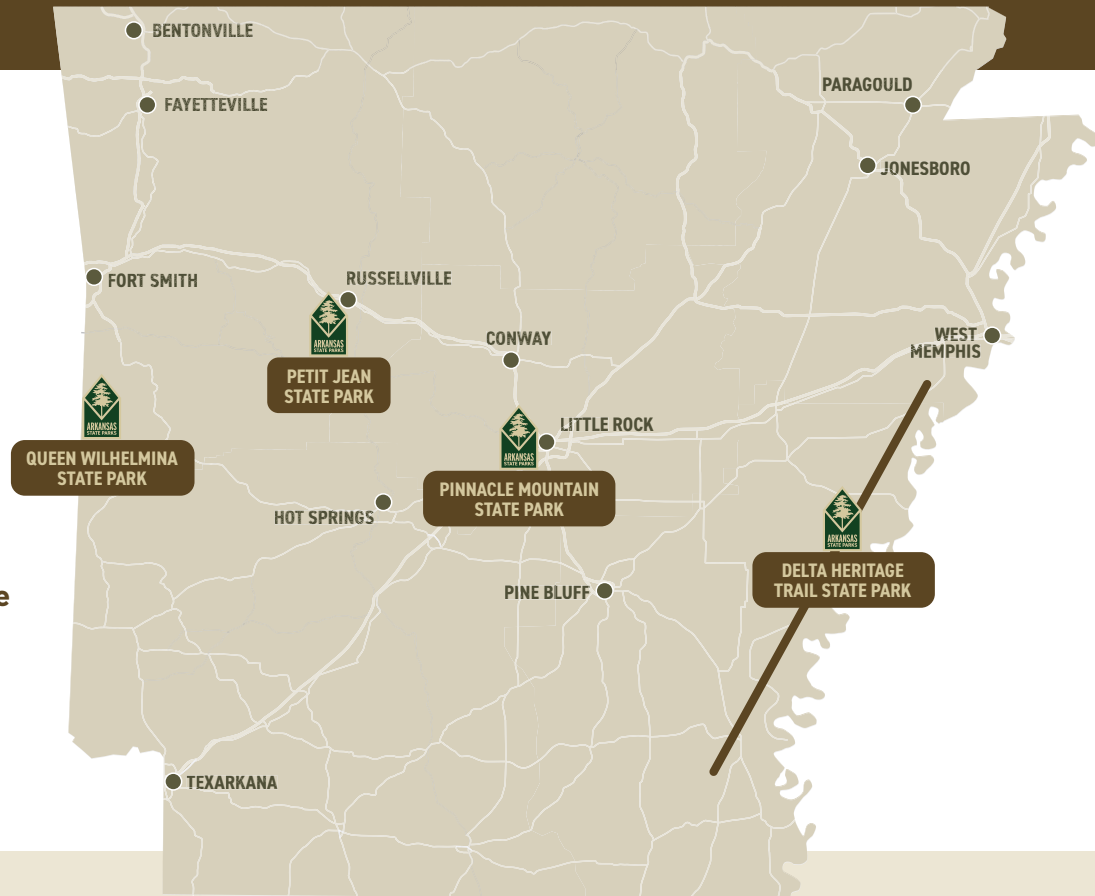 BENTONVILLE
FAYETTEVILLE
PARAGOULD
JONESBORO
FORT SMITH
RUSSELLVILLE
ARKANSAS
STATE PARKS
PETIT JEAN
STATE PARK
CONWAY
WEST
MEMPHIS
ARKANSAS
STATE PARKS
QUEEN WILHELMINA
STATE PARK
LITTLE ROCK
ARKANSAS
STATE PARKS
PINNACLE MOUNTAIN
STATE PARK
HOT SPRINGS
ARKANSAS
STATE PARKS
DELTA HERITAGE
TRAIL STATE PARK
PINE BLUFF
e
TEXARKANA